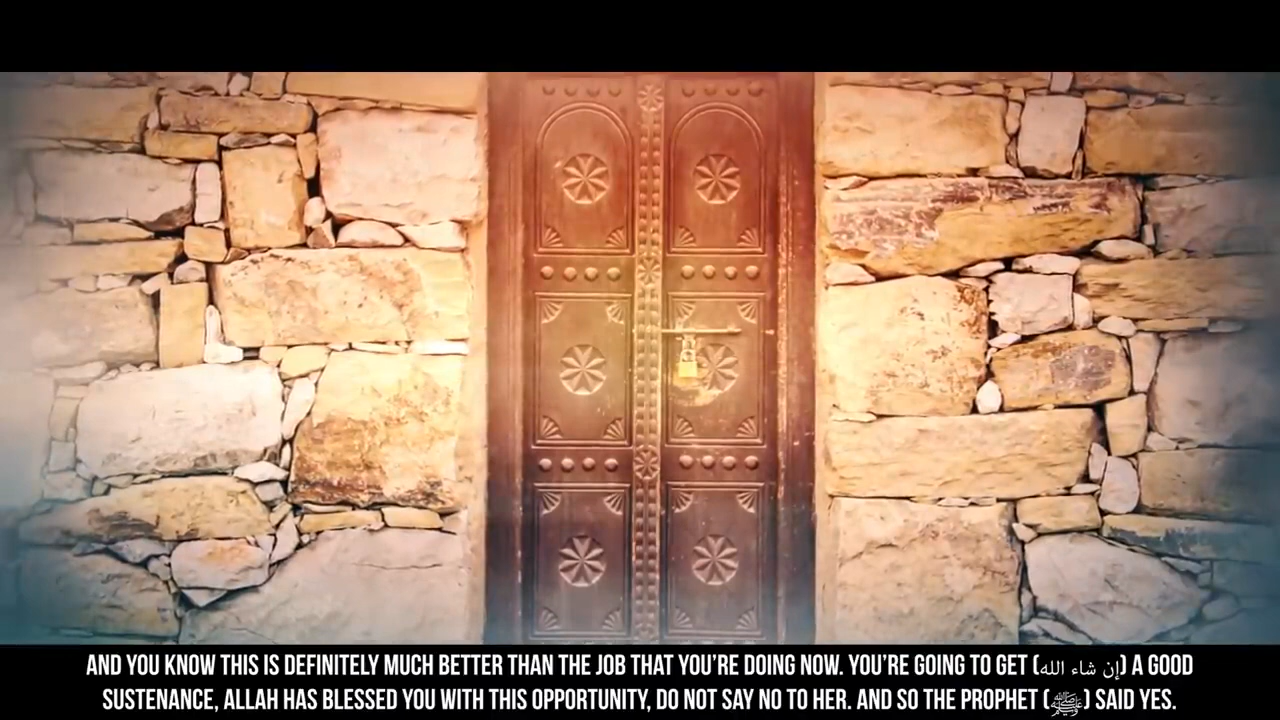 AND YOU KNOW THIS IS DEFINITELY MUCH BETTER THAN THE JOB THAT YOU'RE DOING NOW. YOU'RE GOING TO GET (إن شاء الله) A GOOD
SUSTENANCE, ALLAH HAS BLESSED YOU WITH THIS OPPORTUNITY, DO NOT SAY NO TO HER. AND SO THE PROPHET (ﷺ) SAID YES.